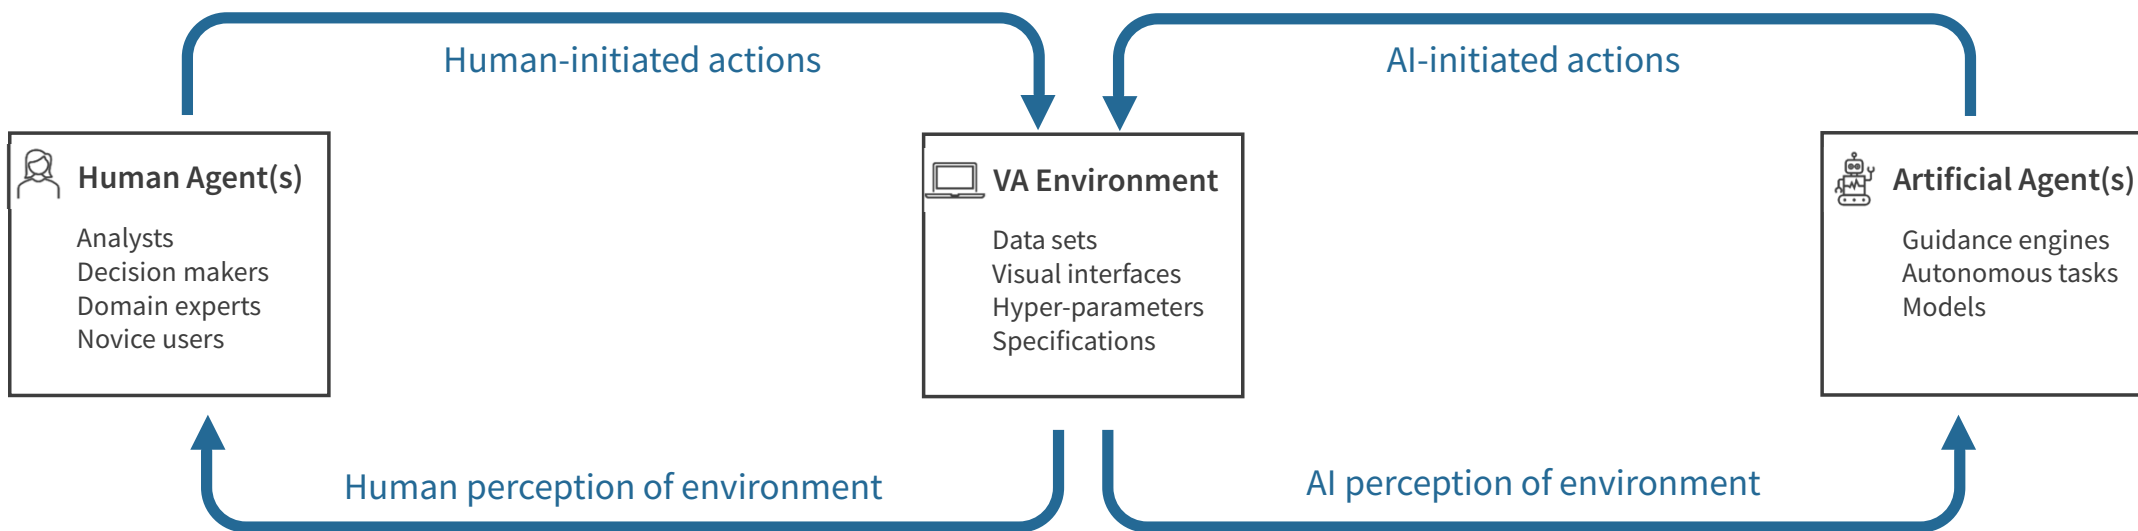 Human-initiated actions
AI-initiated actions
Human Agent(s)
Analysts
Decision makers
Domain experts
Novice users
VA Environment
Data sets
Visual interfaces
Hyper-parameters
Specifications
Artificial Agent(s)
Guidance engines
Autonomous tasks
Models
Human perception of environment
AI perception of environment